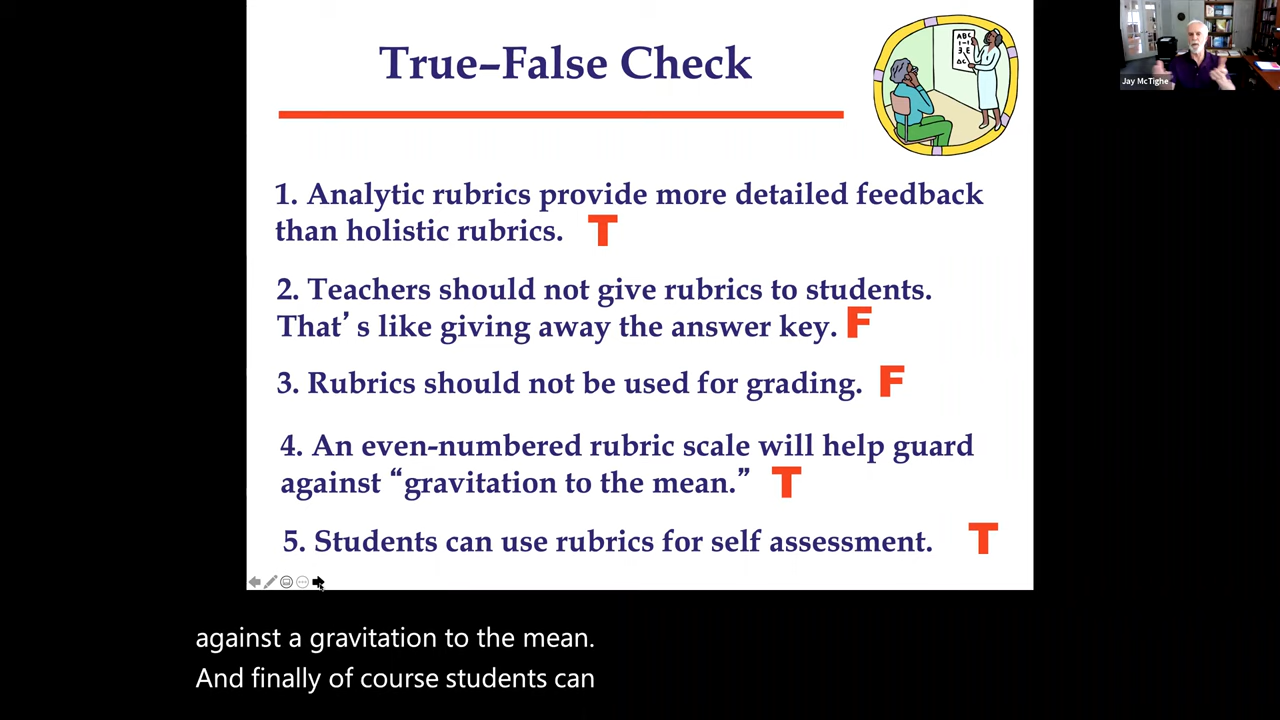 True–False Check
ABC
Jay McTighe
1. Analytic rubrics provide more detailed feedback
than holistic rubrics. T
2. Teachers should not give rubrics to students.
That’s like giving away the answer key. F
3. Rubrics should not be used for grading. F
4. An even-numbered rubric scale will help guard
against “gravitation to the mean.” T
5. Students can use rubrics for self assessment. T
against a gravitation to the mean.
And finally of course students can